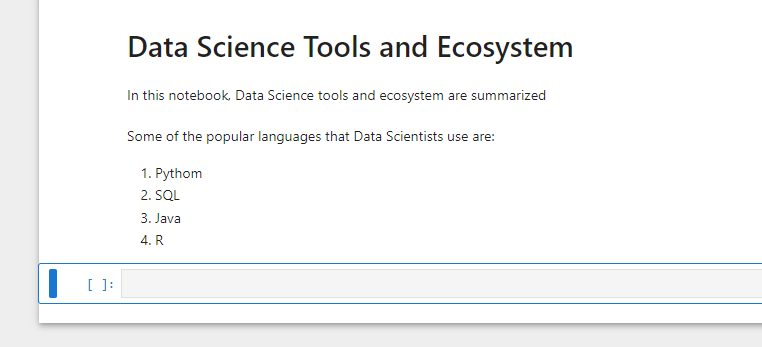 Data Science Tools and Ecosystem
In this notebook, Data Science tools and ecosystem are summarized
Some of the popular languages that Data Scientists use are:
1. Pythom
2. SQL
3. Java
4. R
[ ]: